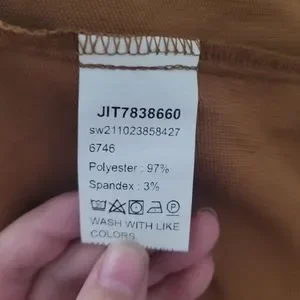 JIT7838660
sw211023858427
6746
Polyester : 97%
Spandex : 3%
P
WASH WITH LIKE
COLORS